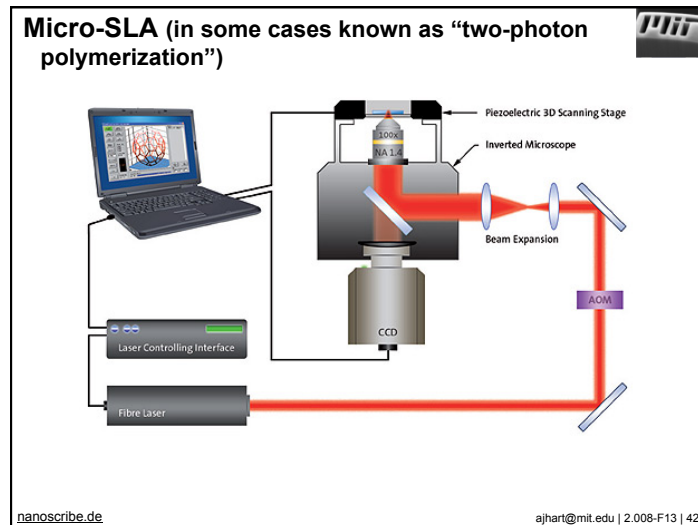 Micro-SLA (in some cases known as “two-photon
polymerization”)
Piezoelectric 3D Scanning Stage
100x
NA 1.4
Inverted Microscope
Beam Expansion
AOM
CCD
Laser Controlling Interface
Fibre Laser
nanoscribe.de
ajhart@mit.edu | 2.008-F13 | 42